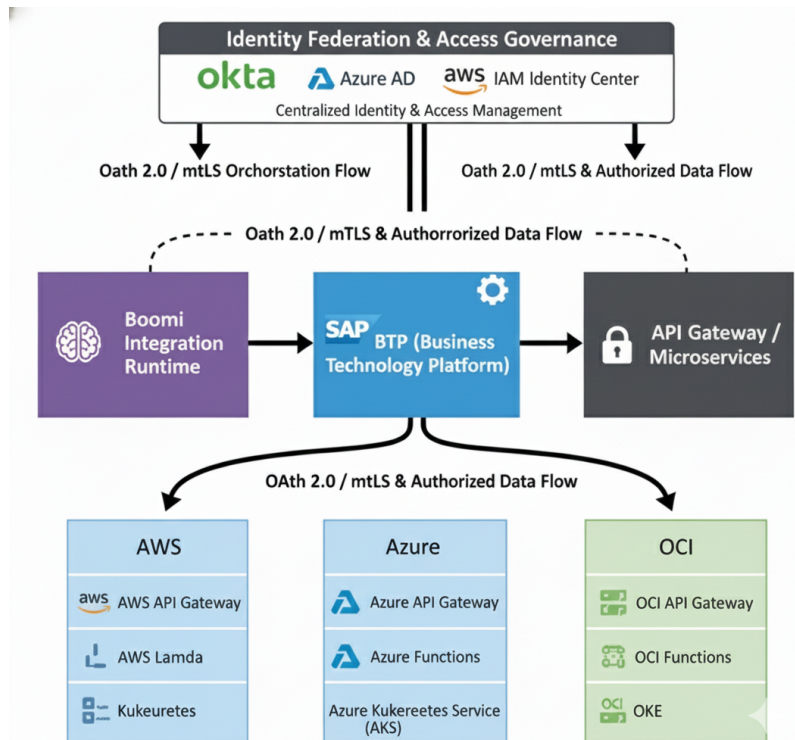 Identity Federation & Access Governance
okta
Azure AD
aws
IAM Identity Center
Centralized Identity & Access Management
Oath 2.0 / mtLS Orchorstation Flow
Oath 2.0 / mtLS & Authorized Data Flow
Oath 2.0 / mTLS & Authorrorized Data Flow
Boomi
Integration
Runtime
SAP
BTP (Business
Technology Platform)
API Gateway /
Microservices
OAth 2.0 / mtLS & Authorized Data Flow
AWS
aws
AWS API Gateway
AWS Lamda
Kukeuretes
Azure
Azure API Gateway
Azure Functions
Azure Kukereetes Service
(AKS)
OCI
OCI API Gateway
OCI Functions
OCI
OKE